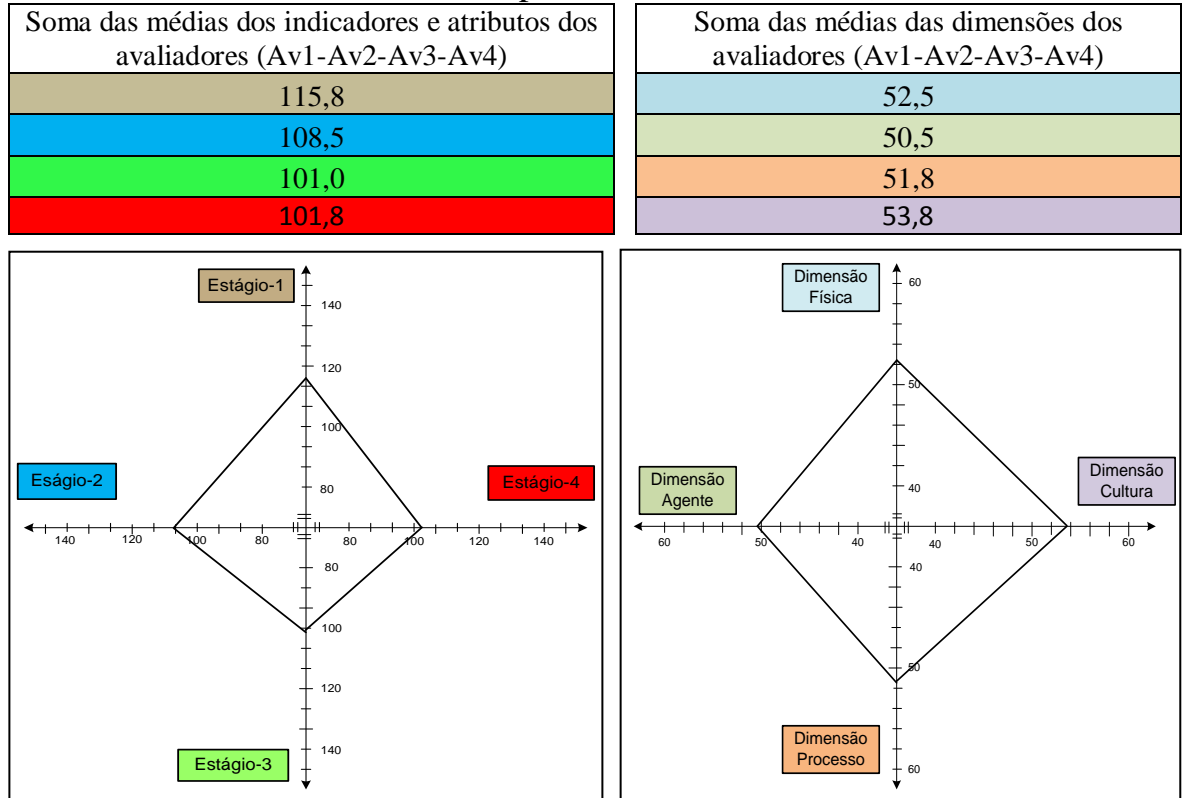 Soma das médias dos indicadores e atributos dos
avaliadores (Av1-Av2-Av3-Av4)
115,8
108,5
101,0
101,8
Soma das médias das dimensões dos
avaliadores (Av1-Av2-Av3-Av4)
52,5
50,5
51,8
53,8
Estágio-1
140
120
100
80
Eságio-2
Estágio-4
140 120 100 80 80 100 120 140
80
100
120
140
Estágio-3
Dimensão
Física
60
50
40
Dimensão
Agente
Dimensão
Cultura
60 50 40 40 50 60
40
50
60
Dimensão
Processo